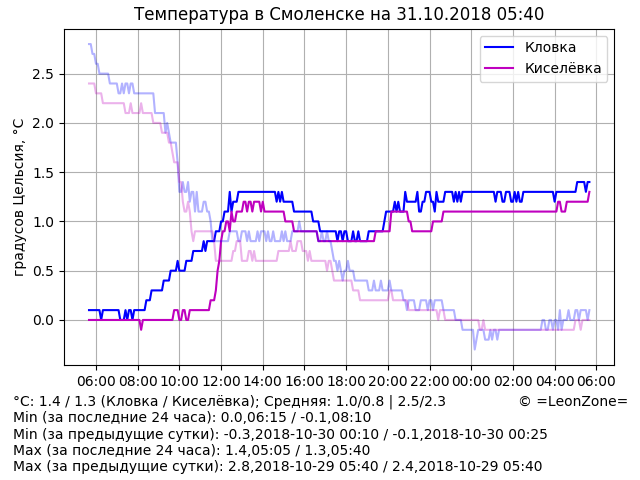 Температура в Смоленске на 31.10.2018 05:40
Кловка
Киселёвка
градусов Цельсия, °C
2.5
2.0
1.5
1.0
0.5
0.0
06:00 08:00 10:00 12:00 14:00 16:00 18:00 20:00 22:00 00:00 02:00 04:00 06:00
°C: 1.4 / 1.3 (Кловка / Киселёвка); Средняя: 1.0/0.8 | 2.5/2.3 © =LeonZone=
Min (за последние 24 часа): 0.0,06:15 / -0.1,08:10
Min (за предыдущие сутки): -0.3,2018-10-30 00:10 / -0.1,2018-10-30 00:25
Max (за последние 24 часа): 1.4,05:05 / 1.3,05:40
Max (за предыдущие сутки): 2.8,2018-10-29 05:40 / 2.4,2018-10-29 05:40